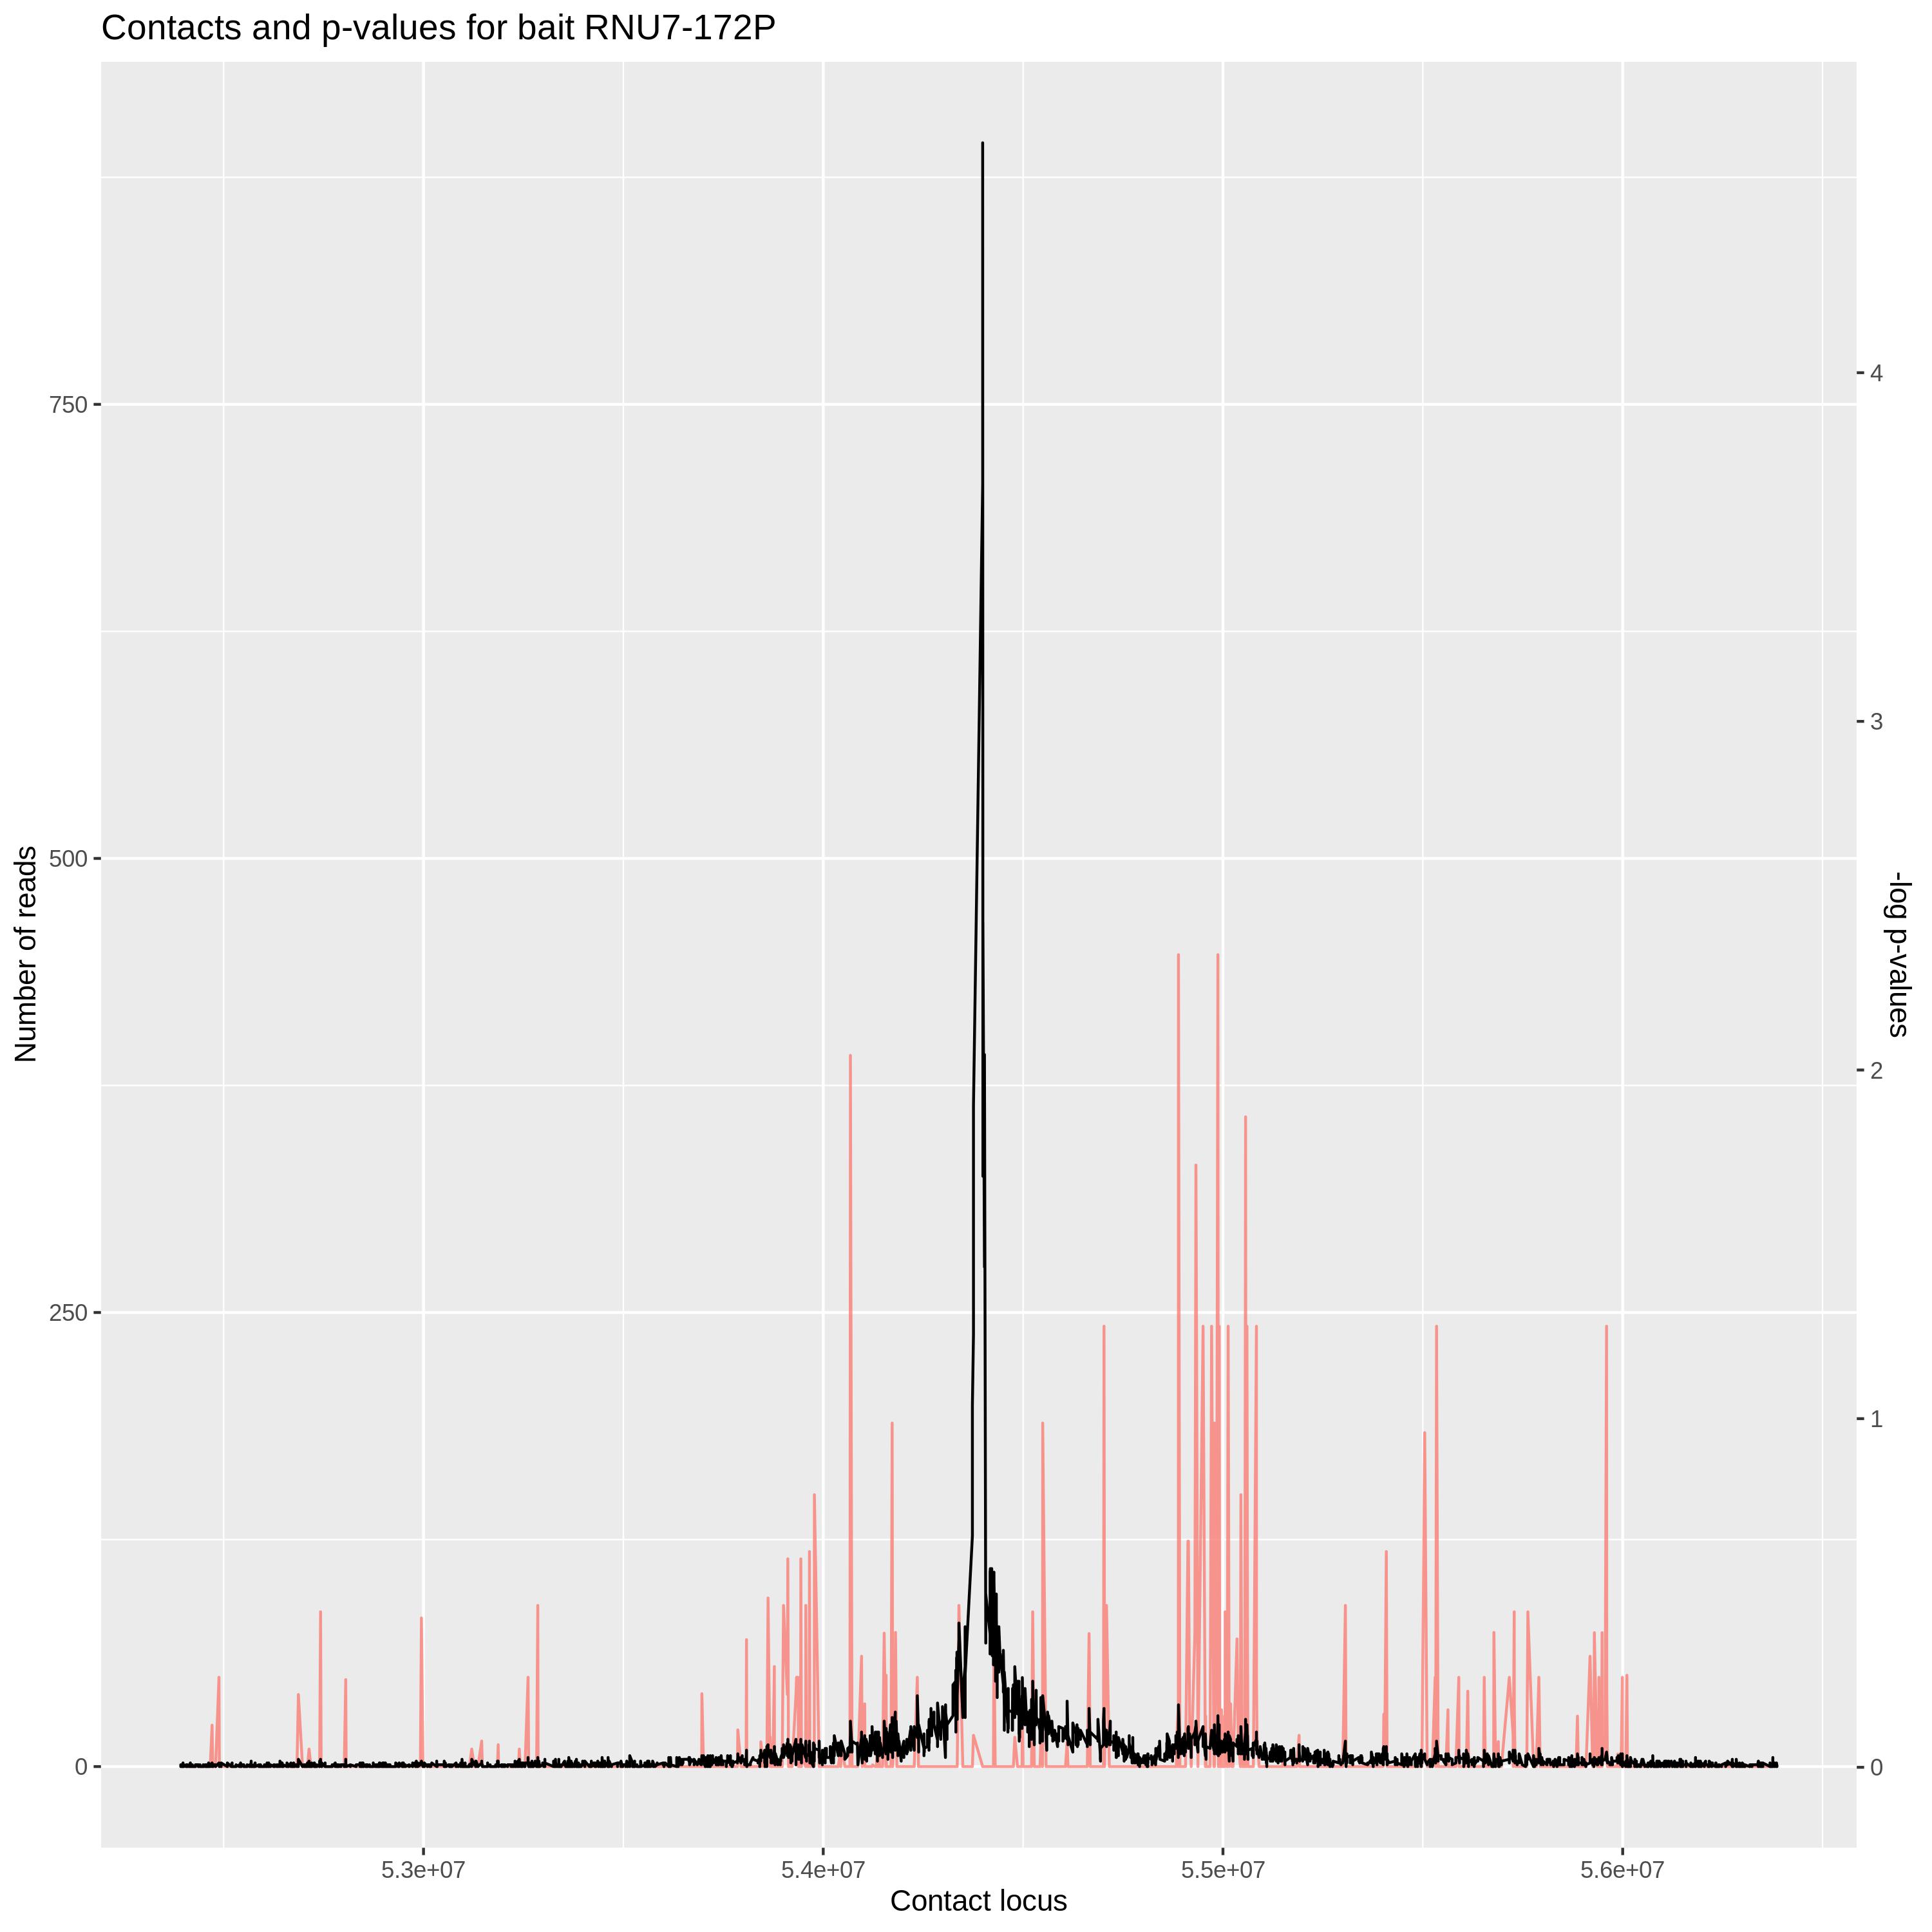 Contacts and p-values for bait RNU7-172P
750
500
250
0
Number of reads
4
3
2
1
0
-log p-values
5.3e+07
5.4e+07
5.5e+07
5.6e+07
Contact locus